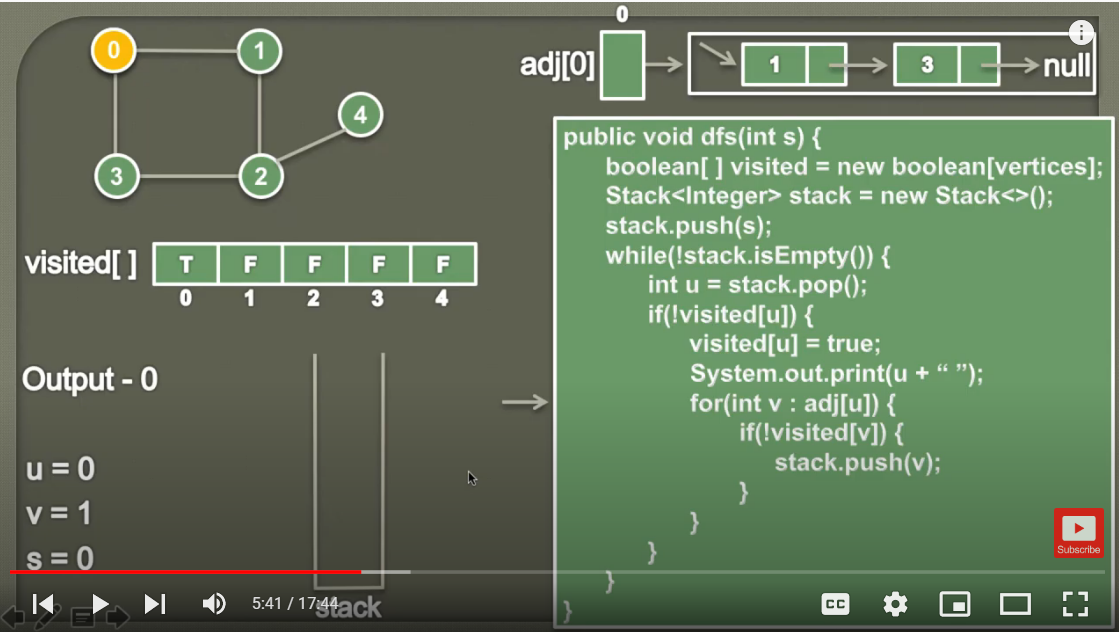 0
1
4
3
2
adj[0]
0
1
3
null
i
public void dfs(int s) {
boolean[ ] visited = new boolean[vertices];
Stack<Integer> stack = new Stack<>();
stack.push(s);
while(!stack.isEmpty()) {
int u = stack.pop();
if(!visited[u]) {
visited[u] = true;
System.out.print(u + “ ”);
for(int v : adj[u]) {
if(!visited[v]) {
stack.push(v);
}
}
}
}
}
visited[ ]
T F F F F
0 1 2 3 4
Output - 0
u = 0
v = 1
s = 0
stack
Subscribe
5:41 / 17:44
CC